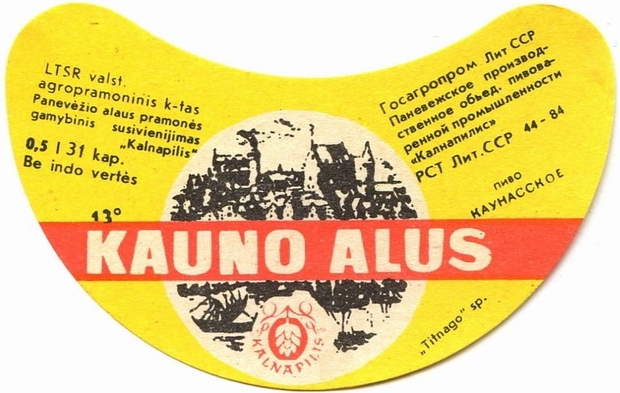 LTSR valst.
agropramoninis k-tas
Panevėžio alaus pramonės
gamybinis susivienijimas
„Kalnapilis"
0,5 l 31 kap.
Be indo vertės
13°
Госагропром Лит ССР
Паневежское производ-
ственное объед. пивова-
ренной промышленности
«Калнапилис»
РСТ Лит.ССР 44-84
ПИВО
КАУНАССКОЕ
KAUNO ALUS
KALNAPILIS
„Titnago" sp.